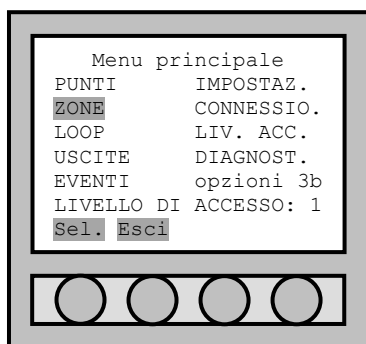 Menu principale
PUNTI IMPOSTAZ.
ZONE CONNESSIO.
LOOP LIV. ACC.
USCITE DIAGNOST.
EVENTI opzioni 3b
LIVELLO DI ACCESSO: 1
Sel. Esci